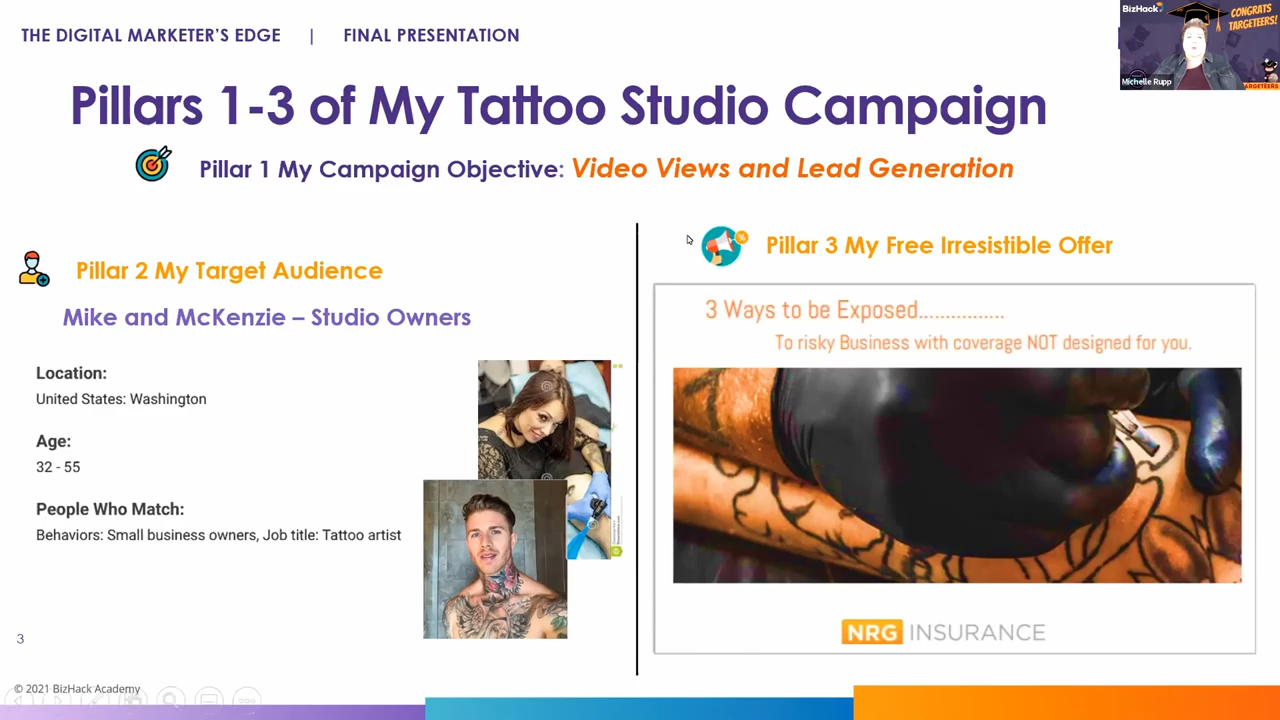 THE DIGITAL MARKETER'S EDGE | FINAL PRESENTATION
BizHack
CONGRATS
TARGETEERS!
Michelle Rupp
ARGETEERS
Pillars 1-3 of My Tattoo Studio Campaign
Pillar 1 My Campaign Objective: Video Views and Lead Generation
Pillar 2 My Target Audience
Mike and McKenzie – Studio Owners
Location:
United States: Washington
Age:
32 - 55
People Who Match:
Behaviors: Small business owners, Job title: Tattoo artist
Pillar 3 My Free Irresistible Offer
3 Ways to be Exposed................
To risky Business with coverage NOT designed for you.
NRG INSURANCE
3
© 2021 BizHack Academy